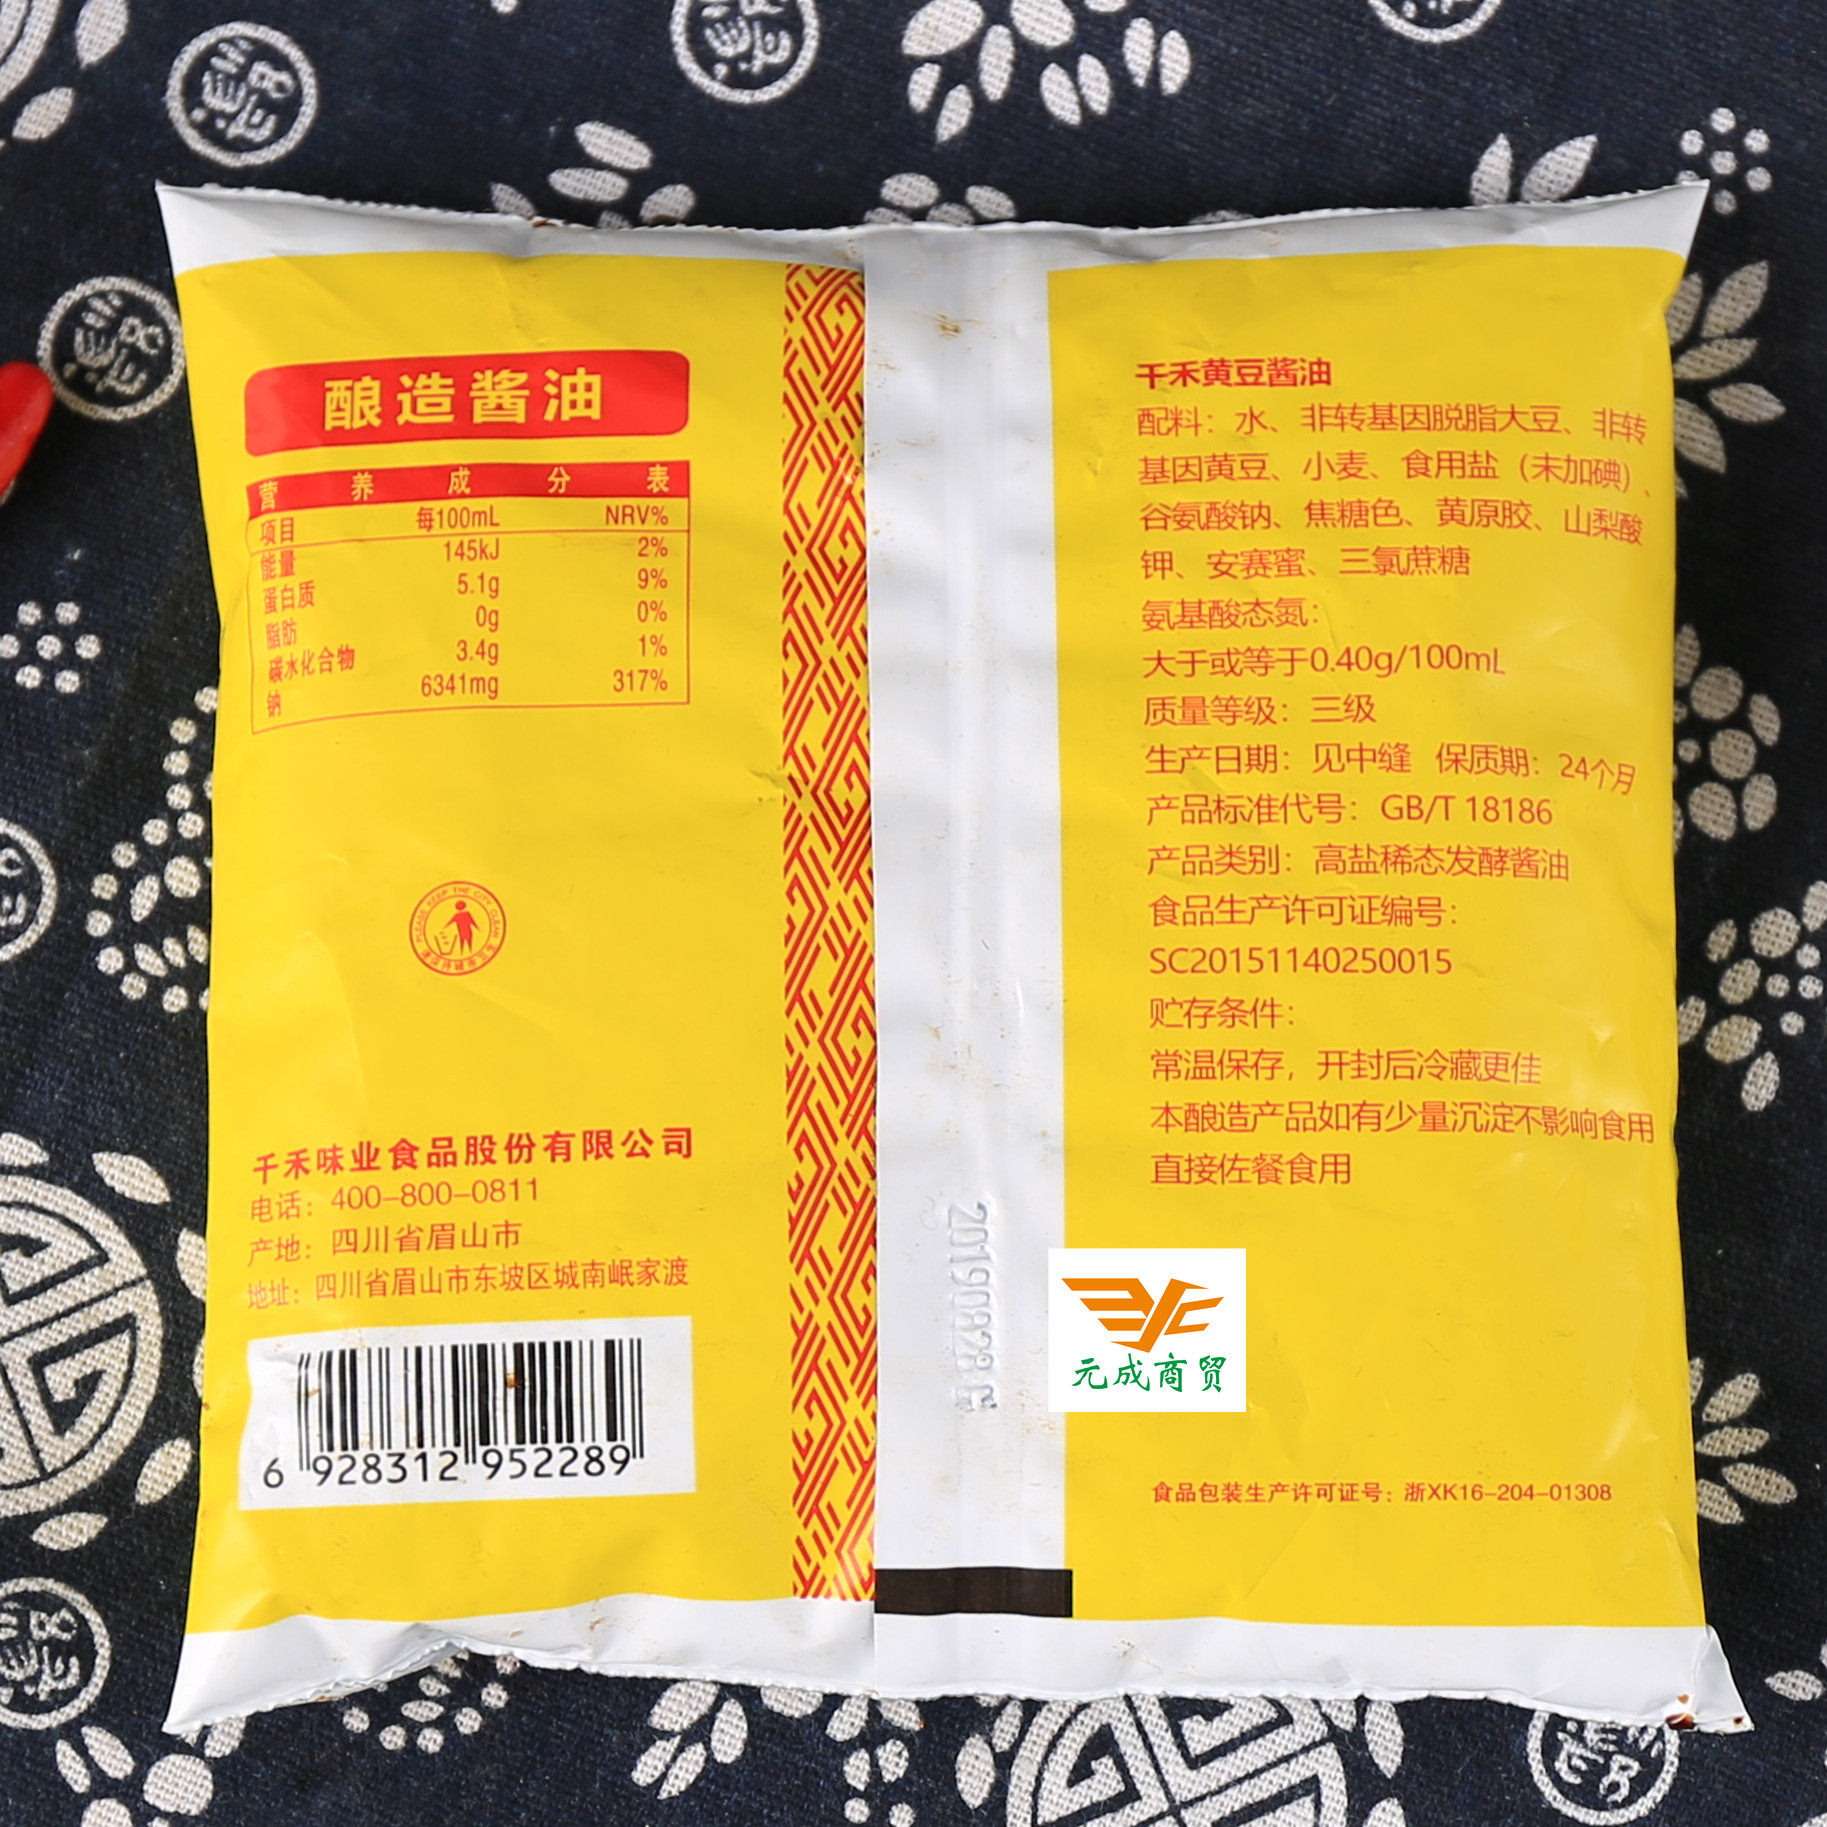 酿造酱油
营养成分表
项目 每100mL NRV%
能量 145kJ 2%
蛋白质 5.1g 9%
脂肪 0g 0%
碳水化合物 3.4g 1%
钠 6341mg 317%
PLEASE KEEP THE CITY CLEAN
千禾味业食品股份有限公司
电话：400-800-0811
产地：四川省眉山市
地址：四川省眉山市东坡区城南岷家渡
6 928312 952289
20190828 C
千禾黄豆酱油
配料：水、非转基因脱脂大豆、非转
基因黄豆、小麦、食用盐（未加碘）、
谷氨酸钠、焦糖色、黄原胶、山梨酸
钾、安赛蜜、三氯蔗糖
氨基酸态氮：
大于或等于0.40g/100mL
质量等级：三级
生产日期：见中缝 保质期：24个月
产品标准代号：GB/T 18186
产品类别：高盐稀态发酵酱油
食品生产许可证编号：
SC20151140250015
贮存条件：
常温保存，开封后冷藏更佳
本酿造产品如有少量沉淀不影响食用
直接佐餐食用
元成商贸
食品包装生产许可证号：浙XK16-204-01308